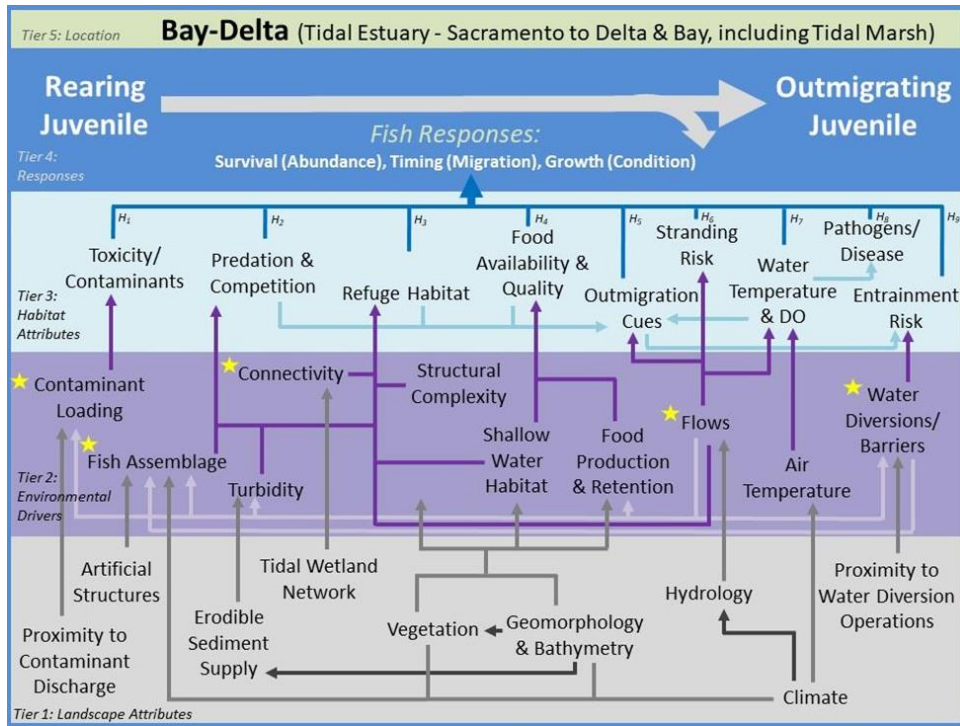 Tier 5: Location
Bay-Delta (Tidal Estuary - Sacramento to Delta & Bay, including Tidal Marsh)
Rearing
Juvenile
Outmigrating
Juvenile
Fish Responses:
Survival (Abundance), Timing (Migration), Growth (Condition)
Tier 4:
Responses
H1
H2
H3
H4
H5
H6
H7
H8
H9
Toxicity/
Contaminants
Predation &
Competition
Refuge Habitat
Food
Availability &
Quality
Outmigration
Cues
Stranding
Risk
Water
Temperature
& DO
Pathogens/
Disease
Entrainment
Risk
Tier 3:
Habitat
Attributes
Contaminant
Loading
Fish Assemblage
Connectivity
Turbidity
Structural
Complexity
Shallow
Water
Habitat
Food
Production
& Retention
Flows
Air
Temperature
Water
Diversions/
Barriers
Tier 2:
Environmental
Drivers
Artificial
Structures
Proximity to
Contaminant
Discharge
Erodible
Sediment
Supply
Tidal Wetland
Network
Vegetation
Geomorphology
& Bathymetry
Hydrology
Climate
Proximity to
Water Diversion
Operations
Tier 1: Landscape Attributes